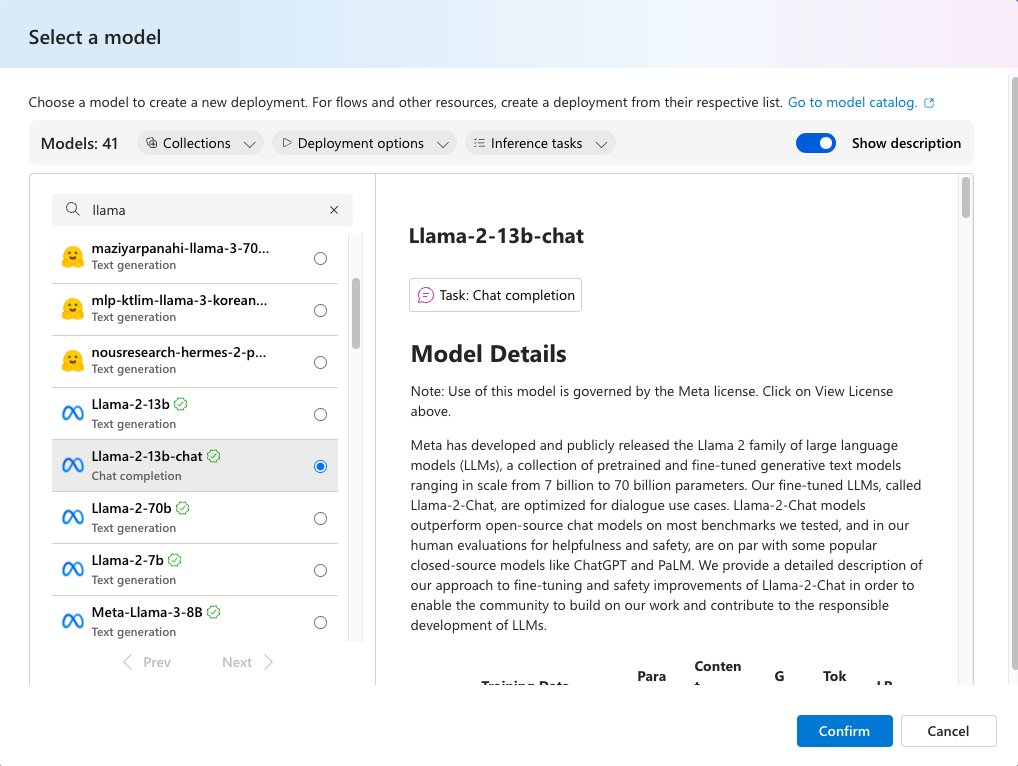 Select a model
Choose a model to create a new deployment. For flows and other resources, create a deployment from their respective list. Go to model catalog.
Models: 41 Collections Deployment options Inference tasks Show description
llama
maziyarpanahi-llama-3-70...
Text generation
mlp-ktlim-llama-3-korean...
Text generation
nousresearch-hermes-2-p...
Text generation
Llama-2-13b
Text generation
Llama-2-13b-chat
Chat completion
Llama-2-70b
Text generation
Llama-2-7b
Text generation
Meta-Llama-3-8B
Text generation
Prev Next
Llama-2-13b-chat
Task: Chat completion
Model Details
Note: Use of this model is governed by the Meta license. Click on View License
above.
Meta has developed and publicly released the Llama 2 family of large language
models (LLMs), a collection of pretrained and fine-tuned generative text models
ranging in scale from 7 billion to 70 billion parameters. Our fine-tuned LLMs, called
Llama-2-Chat, are optimized for dialogue use cases. Llama-2-Chat models
outperform open-source chat models on most benchmarks we tested, and in our
human evaluations for helpfulness and safety, are on par with some popular
closed-source models like ChatGPT and PaLM. We provide a detailed description of
our approach to fine-tuning and safety improvements of Llama-2-Chat in order to
enable the community to build on our work and contribute to the responsible
development of LLMs.
Conten
Para G Tok
Training Data
Confirm Cancel